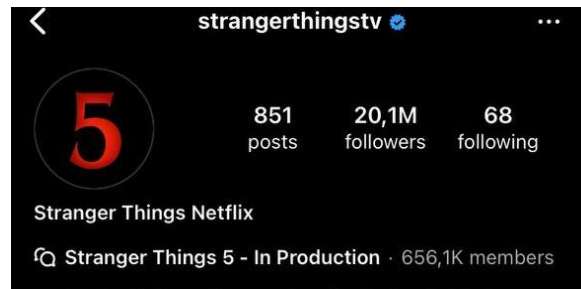 strangerthingstv
5
851 20,1M 68
posts followers following
Stranger Things Netflix
Stranger Things 5 - In Production · 656,1K members